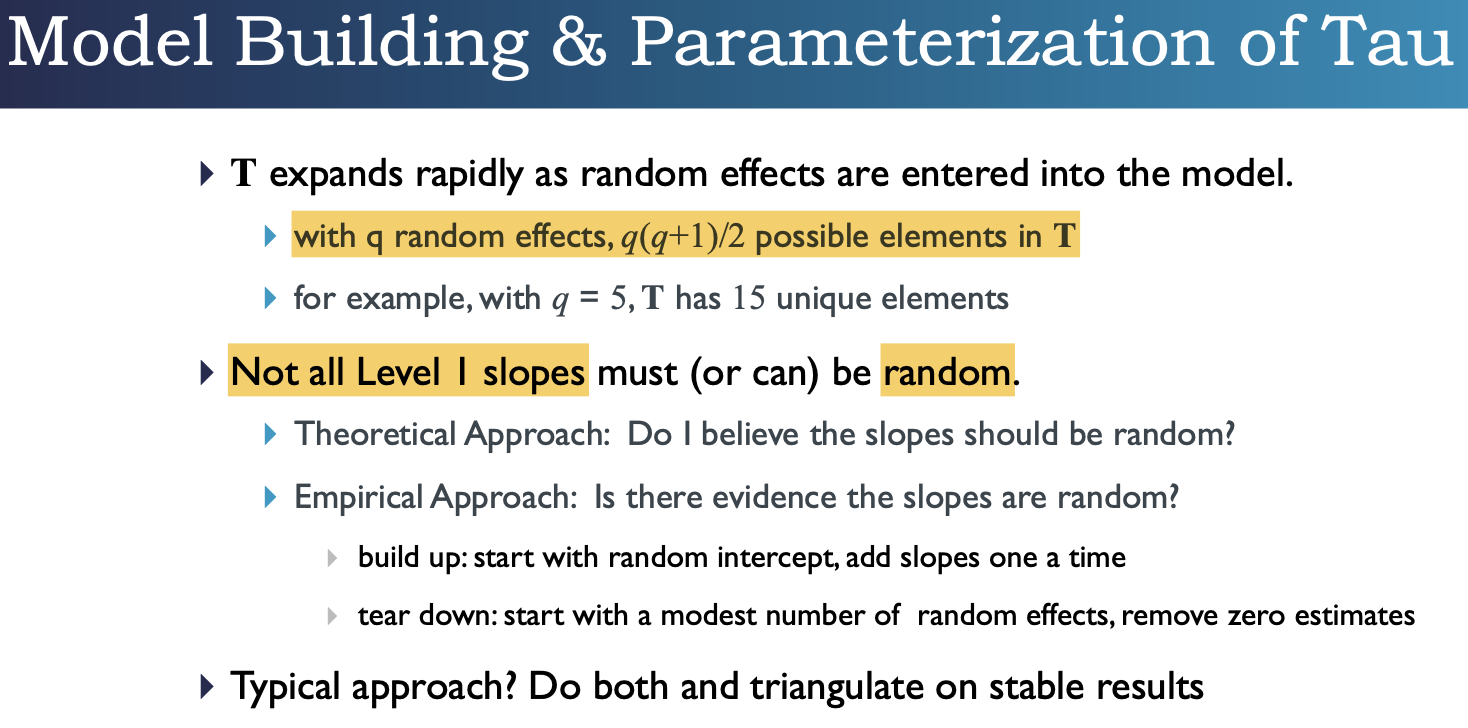 Model Building & Parameterization of Tau
T expands rapidly as random effects are entered into the model.
with q random effects, q(q+1)/2 possible elements in T
for example, with q = 5, T has 15 unique elements
Not all Level 1 slopes must (or can) be random.
Theoretical Approach: Do I believe the slopes should be random?
Empirical Approach: Is there evidence the slopes are random?
build up: start with random intercept, add slopes one a time
tear down: start with a modest number of random effects, remove zero estimates
Typical approach? Do both and triangulate on stable results